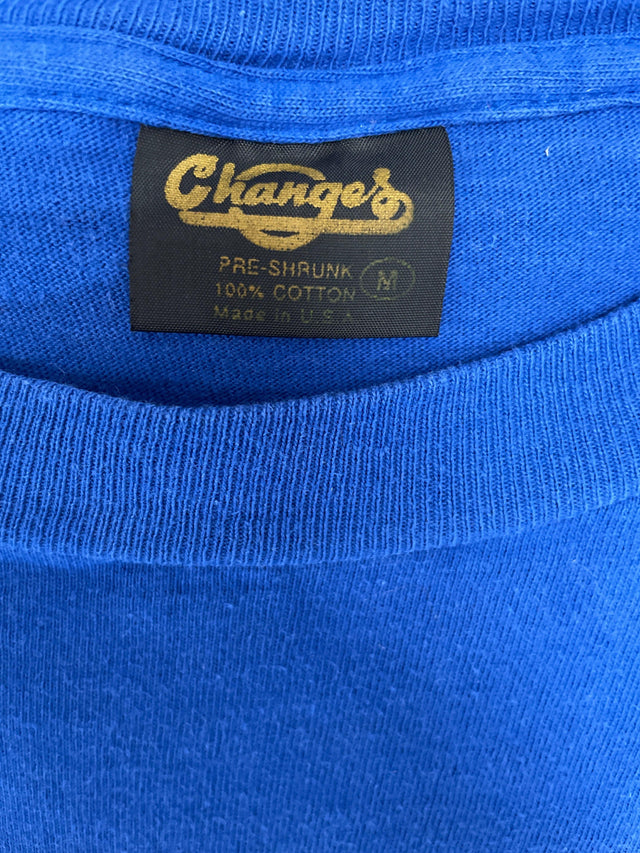 Changes
PRE-SHRUNK
100% COTTON M
Made in U.S.A